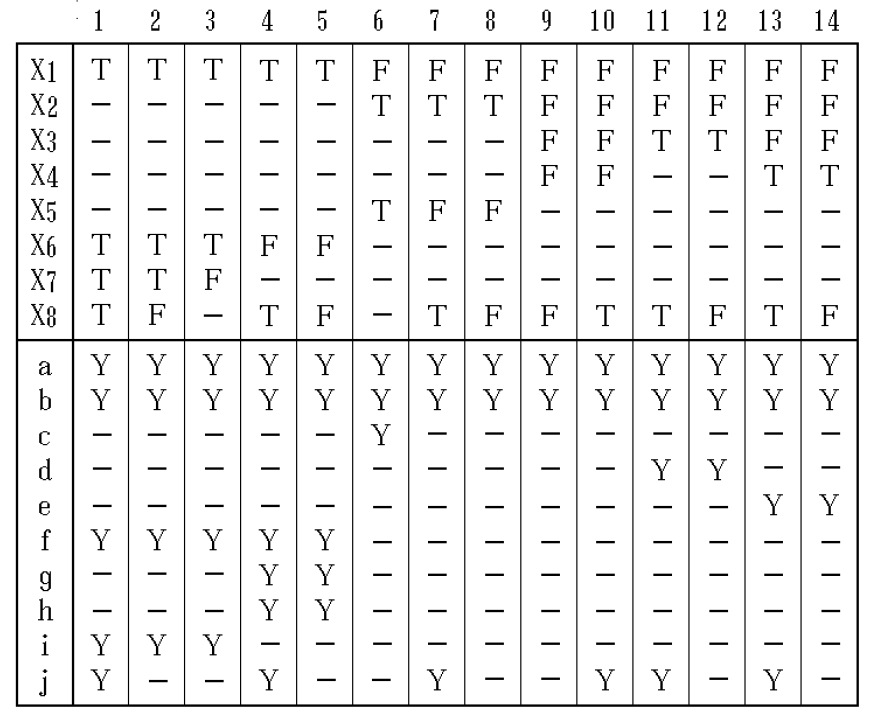 1 2 3 4 5 6 7 8 9 10 11 12 13 14
X1 T T T T T F F F F F F F F F
X2 – – – – – T T T F F F F F F
X3 – – – – – – – – F F T T F F
X4 – – – – – – – – F F – – T T
X5 – – – – – T F F – – – – – –
X6 T T T F F – – – – – – – – –
X7 T T F – – – – – – – – – – –
X8 T F – T F – T F F T T F T F
a Y Y Y Y Y Y Y Y Y Y Y Y Y Y
b Y Y Y Y Y Y Y Y Y Y Y Y Y Y
c – – – – – Y – – – – – – – –
d – – – – – – – – – – Y Y – –
e – – – – – – – – – – – – Y Y
f Y Y Y Y Y – – – – – – – – –
g – – – Y Y – – – – – – – – –
h – – – Y Y – – – – – – – – –
i Y Y Y – – – – – – – – – – –
j Y – – Y – – Y – – Y Y – Y –